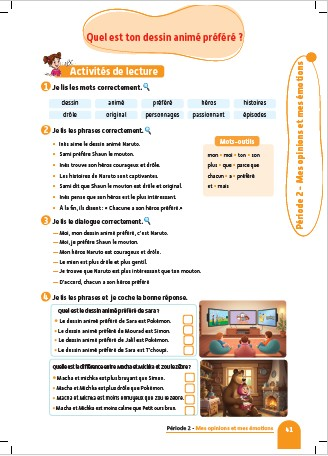 Quel est ton dessin animé préféré ?
Activités de lecture
1 Je lis les mots correctement.
dessin animé préféré héros histoires
drôle original personnages passionnant épisodes
2 Je lis les phrases correctement.
Inès aime le dessin animé Naruto.
Sami préfère Shaun le mouton.
Inès trouve son héros courageux et drôle.
Les histoires de Naruto sont captivantes.
Sami dit que Shaun le mouton est drôle et original.
Inès pense que son héros est le plus intéressant.
À la fin, ils disent : « Chacune a son héros préféré.»
Mots-outils
mon - moi - ton - son
plus - que - parce que
chacun - a - préféré
et - mais
3 Je lis le dialogue correctement.
— Moi, mon dessin animé préféré, c'est Naruto.
— Moi, je préfère Shaun le mouton.
— Mon héros Naruto est courageux et drôle.
— Le mien est plus drôle et plus gentil.
— Je trouve que Naruto est plus intéressant que ton mouton.
— D'accord, chacun a son héros préféré
4 Je lis les phrases et je coche la bonne réponse.
Quel est le dessin animé préféré de sara ?
Le dessin animé préféré de Sara est Pokémon.
Le dessin animé préféré de Mourad est Simon.
Le dessin animé préféré de Jalil est Pokémon.
Le dessin animé préféré de Sara est T'choupi.
Quelle est la différence entre Macha et michka et zou le zèbre?
Macha et michka est plus bruyant que Simon.
Macha et Michka est plus drôle que Pokémon.
Macha et Michka est moins ennuyeux que zou le zèbre.
Macha et Michka est moins calme que Petit ours brun.
Période 2 - Mes opinions et mes émotions
Période 2 - Mes opinions et mes émotions
41